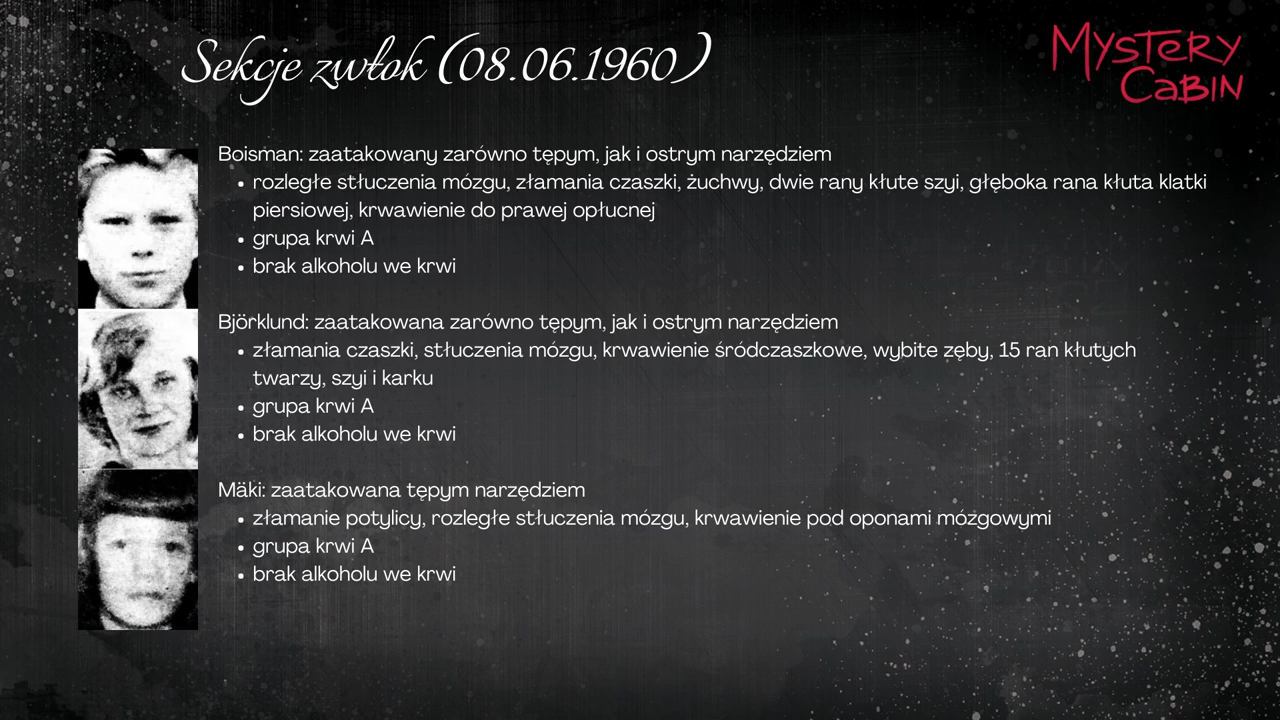 Sekcje zwłok (08.06.1960)
MYSTERY
CABIN
Boisman: zaatakowany zarówno tępym, jak i ostrym narzędziem
• rozległe stłuczenia mózgu, złamania czaszki, żuchwy, dwie rany kłute szyi, głęboka rana kłuta klatki
piersiowej, krwawienie do prawej opłucnej
• grupa krwi A
• brak alkoholu we krwi
Björklund: zaatakowana zarówno tępym, jak i ostrym narzędziem
• złamania czaszki, stłuczenia mózgu, krwawienie śródczaszkowe, wybite zęby, 15 ran kłutych
twarzy, szyi i karku
• grupa krwi A
• brak alkoholu we krwi
Mäki: zaatakowana tępym narzędziem
• złamanie potylicy, rozległe stłuczenia mózgu, krwawienie pod oponami mózgowymi
• grupa krwi A
• brak alkoholu we krwi